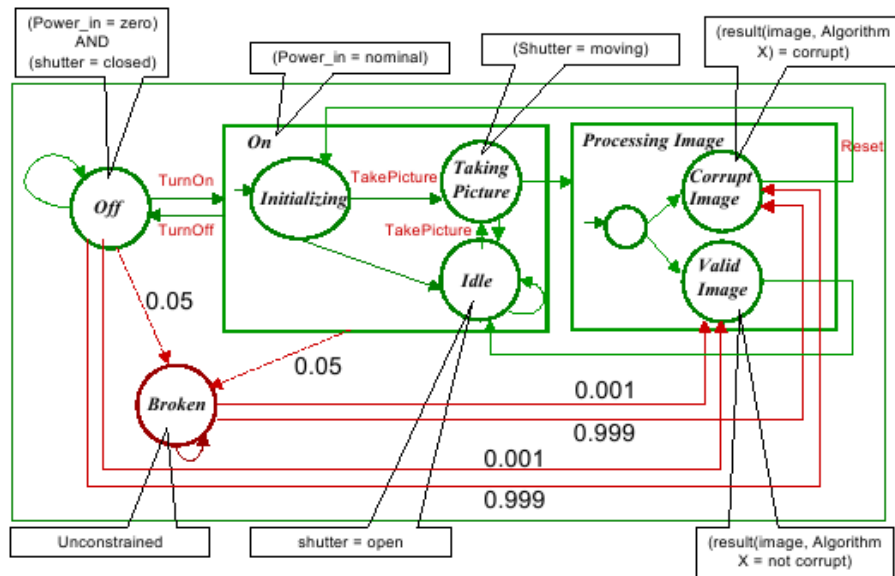 (Power_in = zero)
AND
(shutter = closed)
(Power_in = nominal)
(Shutter = moving)
(result(image, Algorithm
X) = corrupt)
On
Processing Image
Reset
Taking
Picture
Corrupt
Image
TurnOn
TakePicture
Off
Initializing
TurnOff
TakePicture
Idle
Valid
Image
0.05
0.05
Broken
0.001
0.999
0.001
0.999
Unconstrained
shutter = open
(result(image, Algorithm
X = not corrupt)